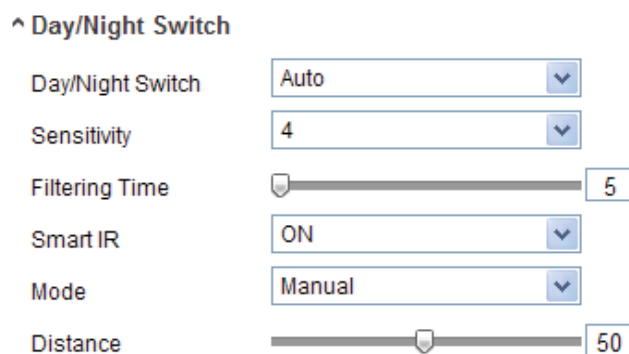 Day/Night Switch
Day/Night Switch Auto
Sensitivity 4
Filtering Time 5
Smart IR ON
Mode Manual
Distance 50